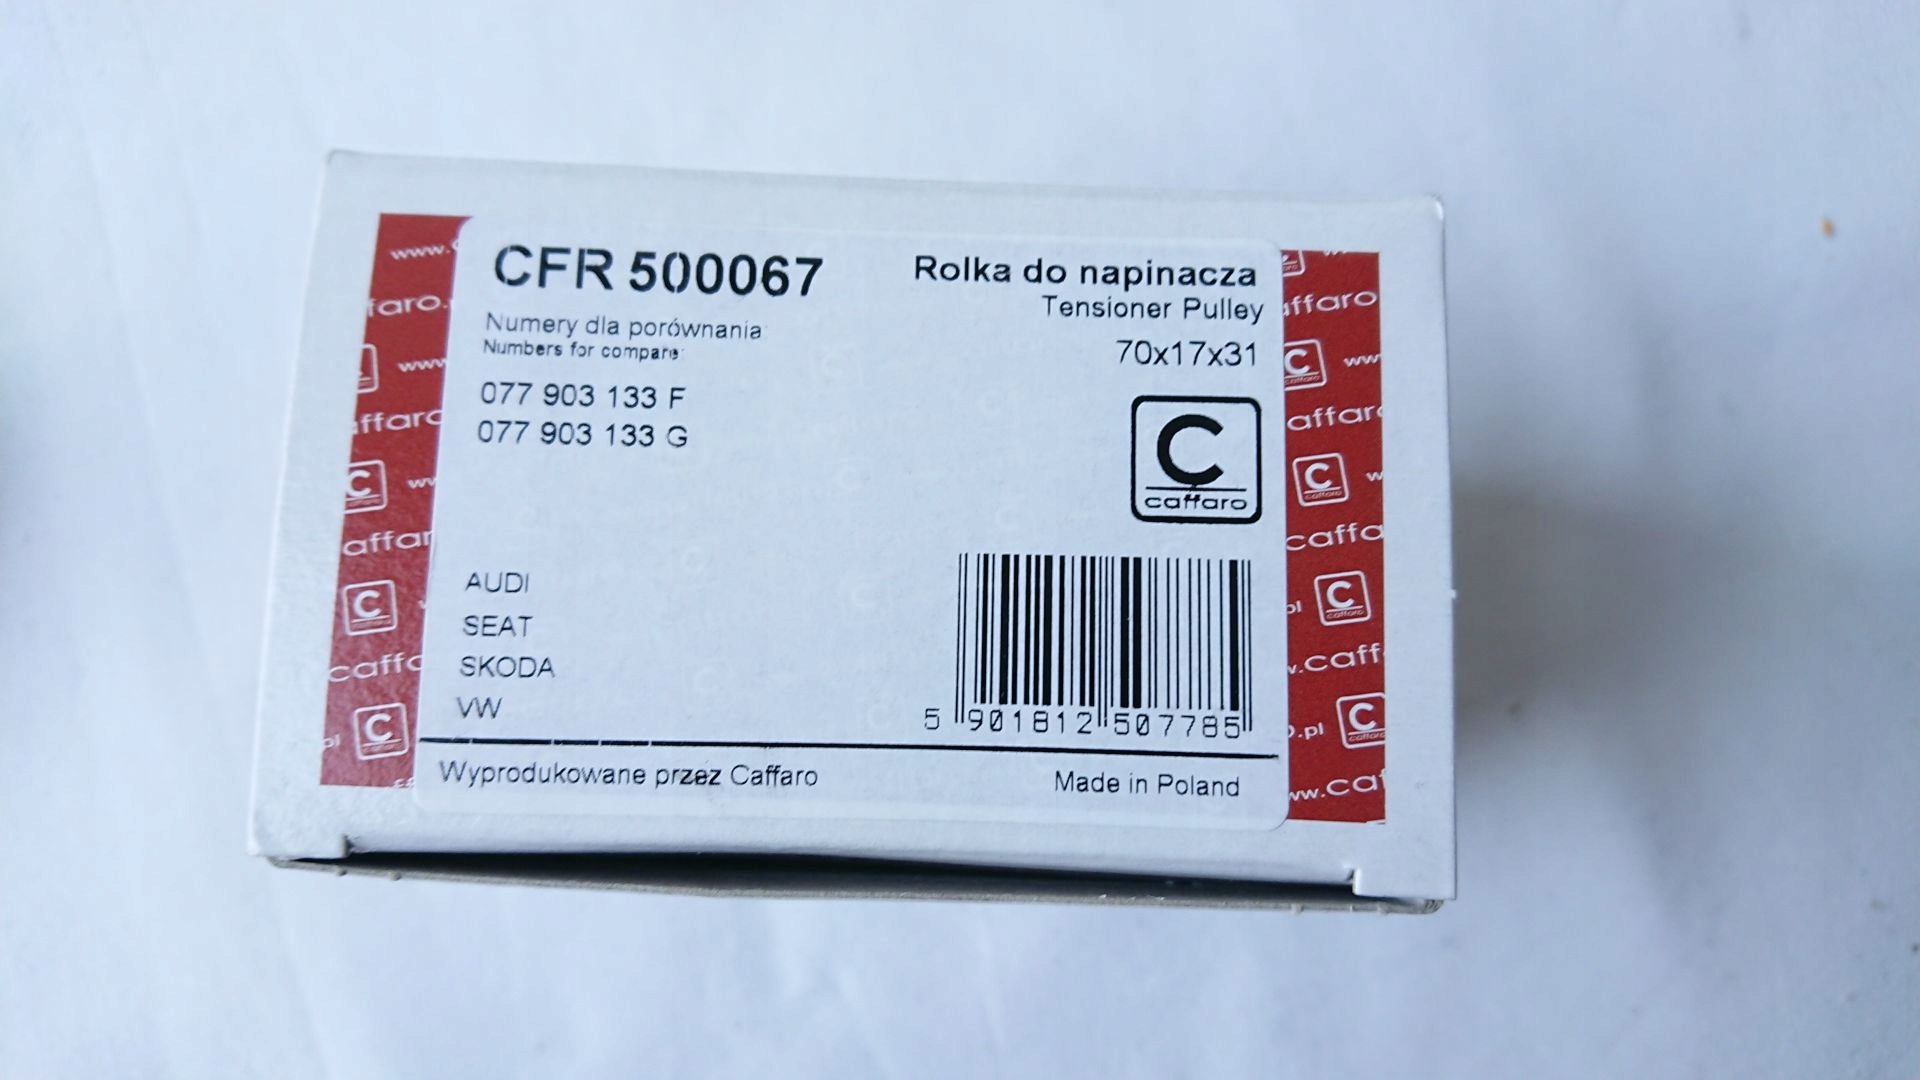 CFR 500067
Rolka do napinacza
Tensioner Pulley
Numery dla porównania
Numbers for compare:
70x17x31
077 903 133 F
077 903 133 G
C
caffaro
AUDI
SEAT
SKODA
VW
5 901812 507785
Wyprodukowane przez Caffaro
Made in Poland